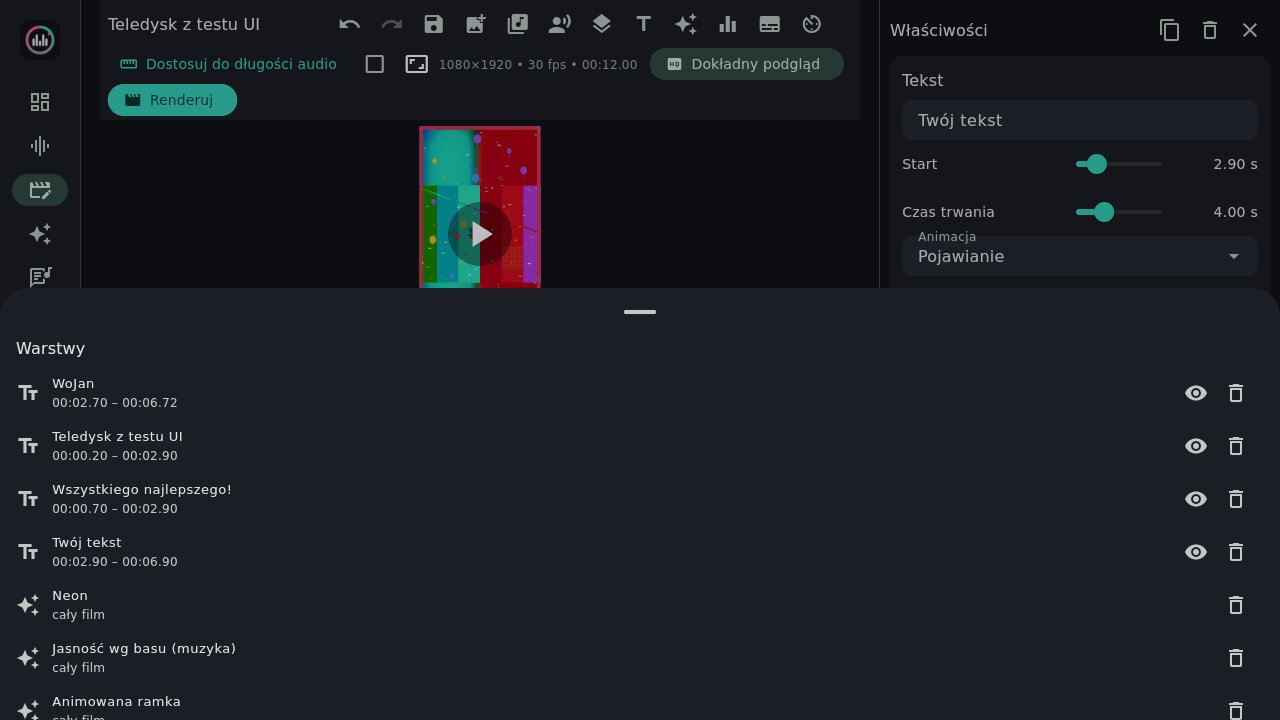 Teledysk z testu UI
Dostosuj do długości audio
1080×1920 • 30 fps • 00:12.00
HQ Dokładny podgląd
Renderuj
Właściwości
Tekst
Twój tekst
Start 2.90 s
Czas trwania 4.00 s
Animacja
Pojawianie
Warstwy
WoJan
00:02.70 – 00:06.72
Teledysk z testu UI
00:00.20 – 00:02.90
Wszystkiego najlepszego!
00:00.70 – 00:02.90
Twój tekst
00:02.90 – 00:06.90
Neon
cały film
Jasność wg basu (muzyka)
cały film
Animowana ramka
cały film